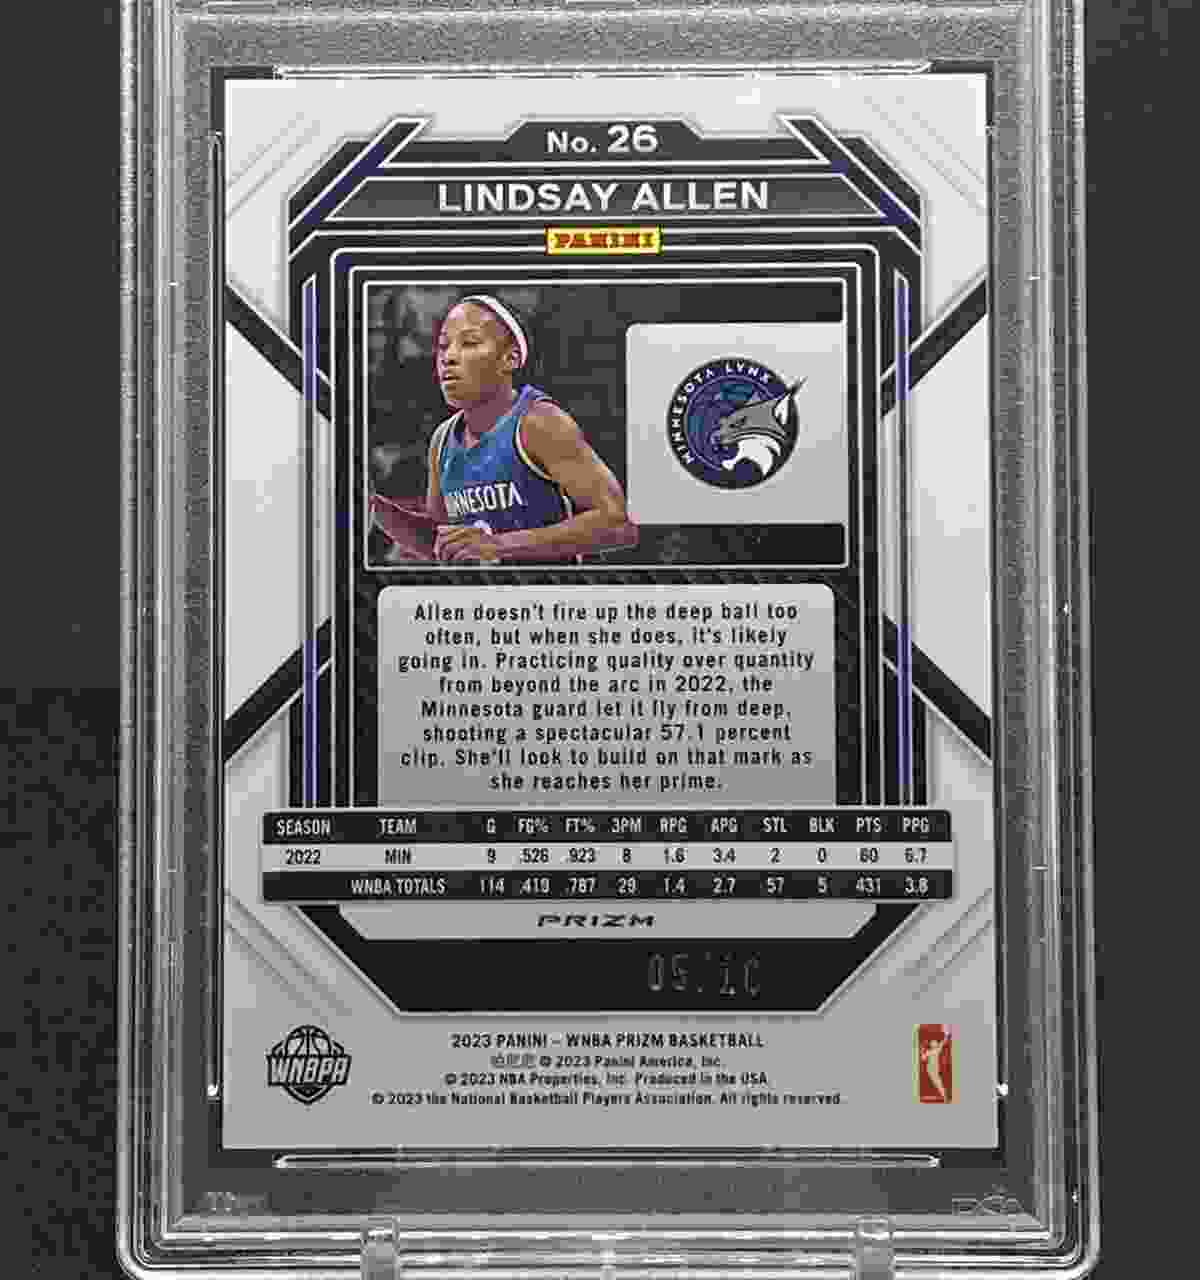 No. 26
LINDSAY ALLEN
PANINI
MINNESOTA LYNX
MINNESOTA
Allen doesn't fire up the deep ball too
often, but when she does, it's likely
going in. Practicing quality over quantity
from beyond the arc in 2022, the
Minnesota guard let it fly from deep,
shooting a spectacular 57.1 percent
clip. She'll look to build on that mark as
she reaches her prime.
SEASON TEAM G FG% FT% 3PM RPG APG STL BLK PTS PPG
2022 MIN 9 .526 .923 8 1.6 3.4 2 0 60 6.7
WNBA TOTALS 114 .419 .787 29 1.4 2.7 57 5 431 3.8
PRIZM
05/10
2023 PANINI – WNBA PRIZM BASKETBALL
© 2023 Panini America, Inc.
© 2023 NBA Properties, Inc. Produced in the USA.
© 2023 the National Basketball Players Association. All rights reserved.
WNBPA
PSA